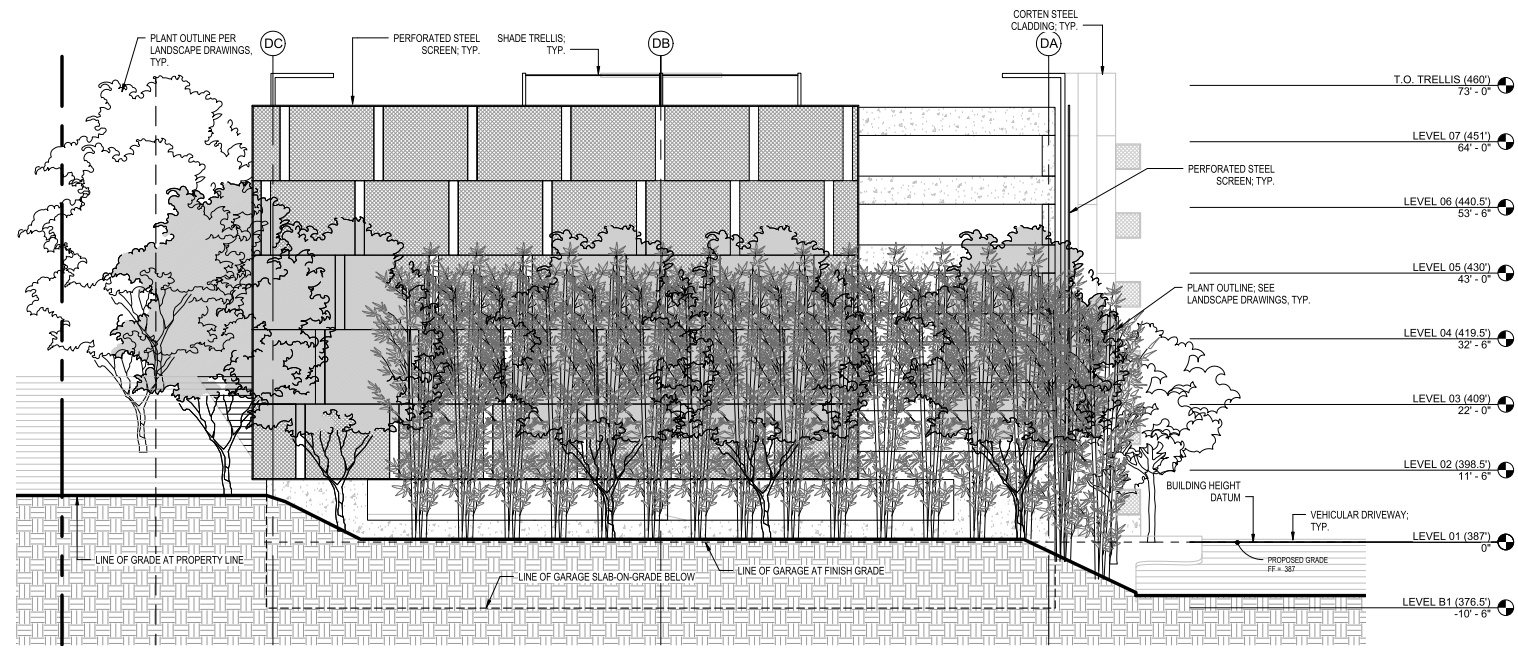 CORTEN STEEL
CLADDING; TYP.
PLANT OUTLINE PER
LANDSCAPE DRAWINGS,
TYP.
DC
PERFORATED STEEL
SCREEN; TYP.
SHADE TRELLIS;
TYP.
DB
DA
T.O. TRELLIS (460')
73' - 0"
LEVEL 07 (451')
64' - 0"
PERFORATED STEEL
SCREEN; TYP.
LEVEL 06 (440.5')
53' - 6"
LEVEL 05 (430')
43' - 0"
PLANT OUTLINE; SEE
LANDSCAPE DRAWINGS, TYP.
LEVEL 04 (419.5')
32' - 6"
LEVEL 03 (409')
22' - 0"
LEVEL 02 (398.5')
11' - 6"
BUILDING HEIGHT
DATUM
VEHICULAR DRIVEWAY;
TYP.
LEVEL 01 (387')
0"
PROPOSED GRADE
FF = .387
LINE OF GRADE AT PROPERTY LINE
LINE OF GARAGE SLAB-ON-GRADE BELOW
LINE OF GARAGE AT FINISH GRADE
LEVEL B1 (376.5')
-10' - 6"